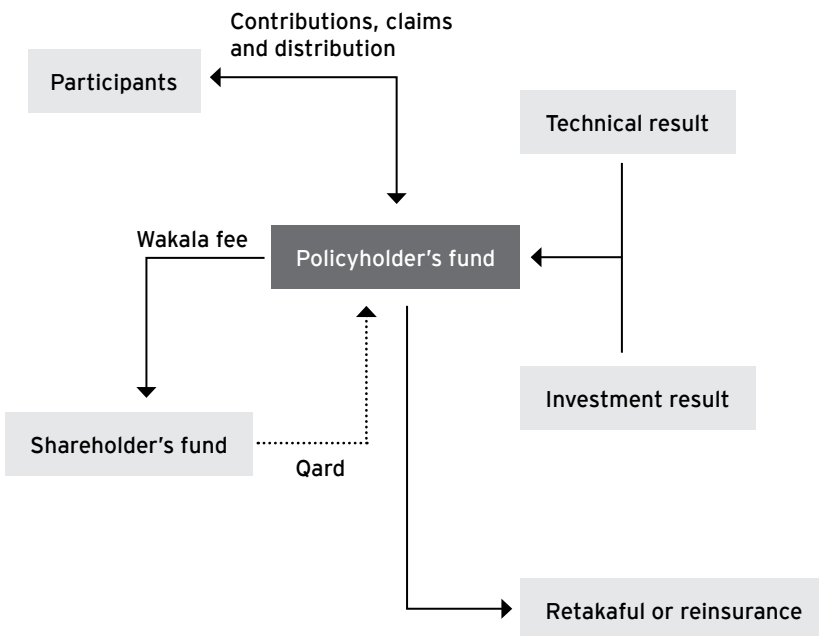 Contributions, claims
and distribution
Participants
Technical result
Wakala fee
Policyholder’s fund
Investment result
Shareholder’s fund
Qard
Retakaful or reinsurance